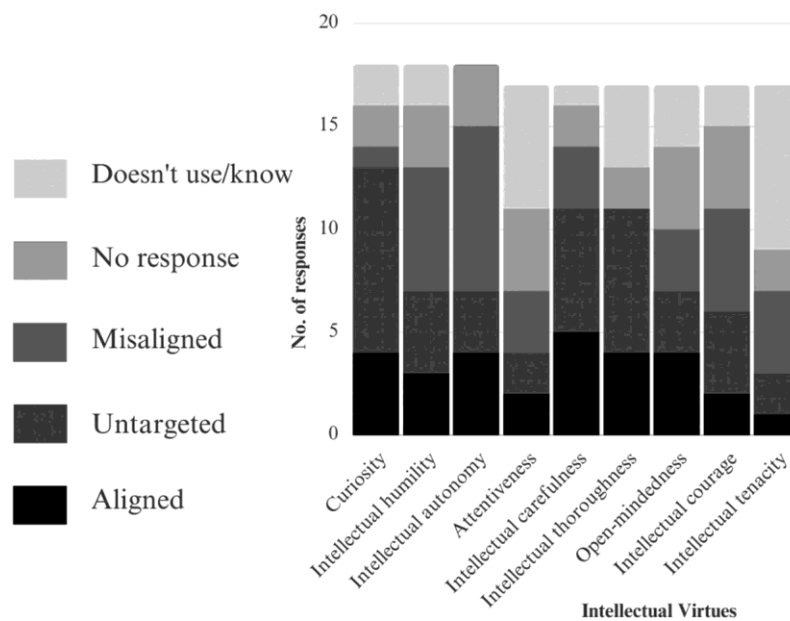 Doesn't use/know
No response
Misaligned
Untargeted
Aligned
No. of responses
20
15
10
5
0
Curiosity
Intellectual humility
Intellectual autonomy
Attentiveness
Intellectual carefulness
Intellectual thoroughness
Open-mindedness
Intellectual courage
Intellectual tenacity
Intellectual Virtues